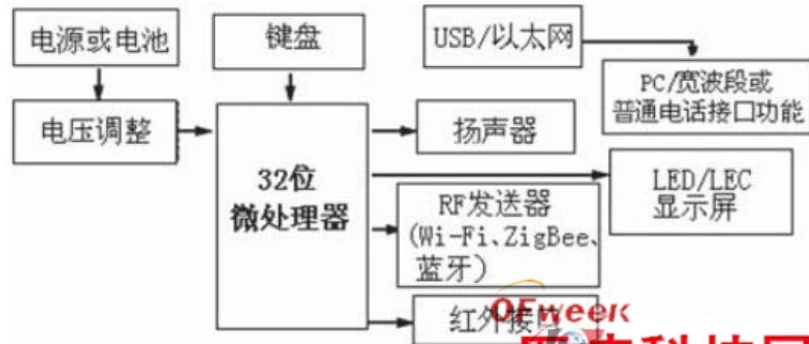 电源或电池
键盘
USB/以太网
PC/宽波段或
普通电话接口功能
电压调整
扬声器
32位
微处理器
LED/LEC
显示屏
RF发送器
(Wi-Fi、ZigBee、
蓝牙)
红外接
OFweek